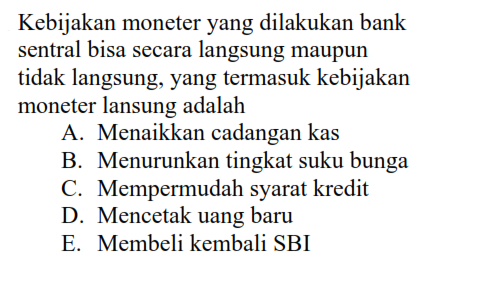 Kebijakan moneter yang dilakukan bank
sentral bisa secara langsung maupun
tidak langsung, yang termasuk kebijakan
moneter lansung adalah
A. Menaikkan cadangan kas
B. Menurunkan tingkat suku bunga
C. Mempermudah syarat kredit
D. Mencetak uang baru
E. Membeli kembali SBI